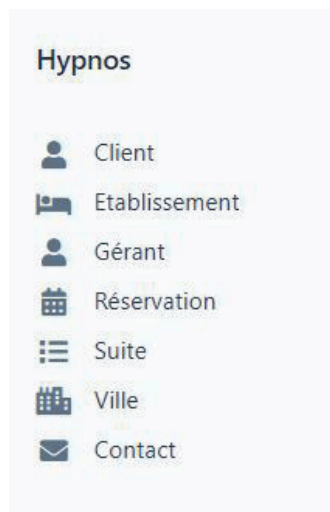 Hypnos
Client
Etablissement
Gérant
Réservation
Suite
Ville
Contact